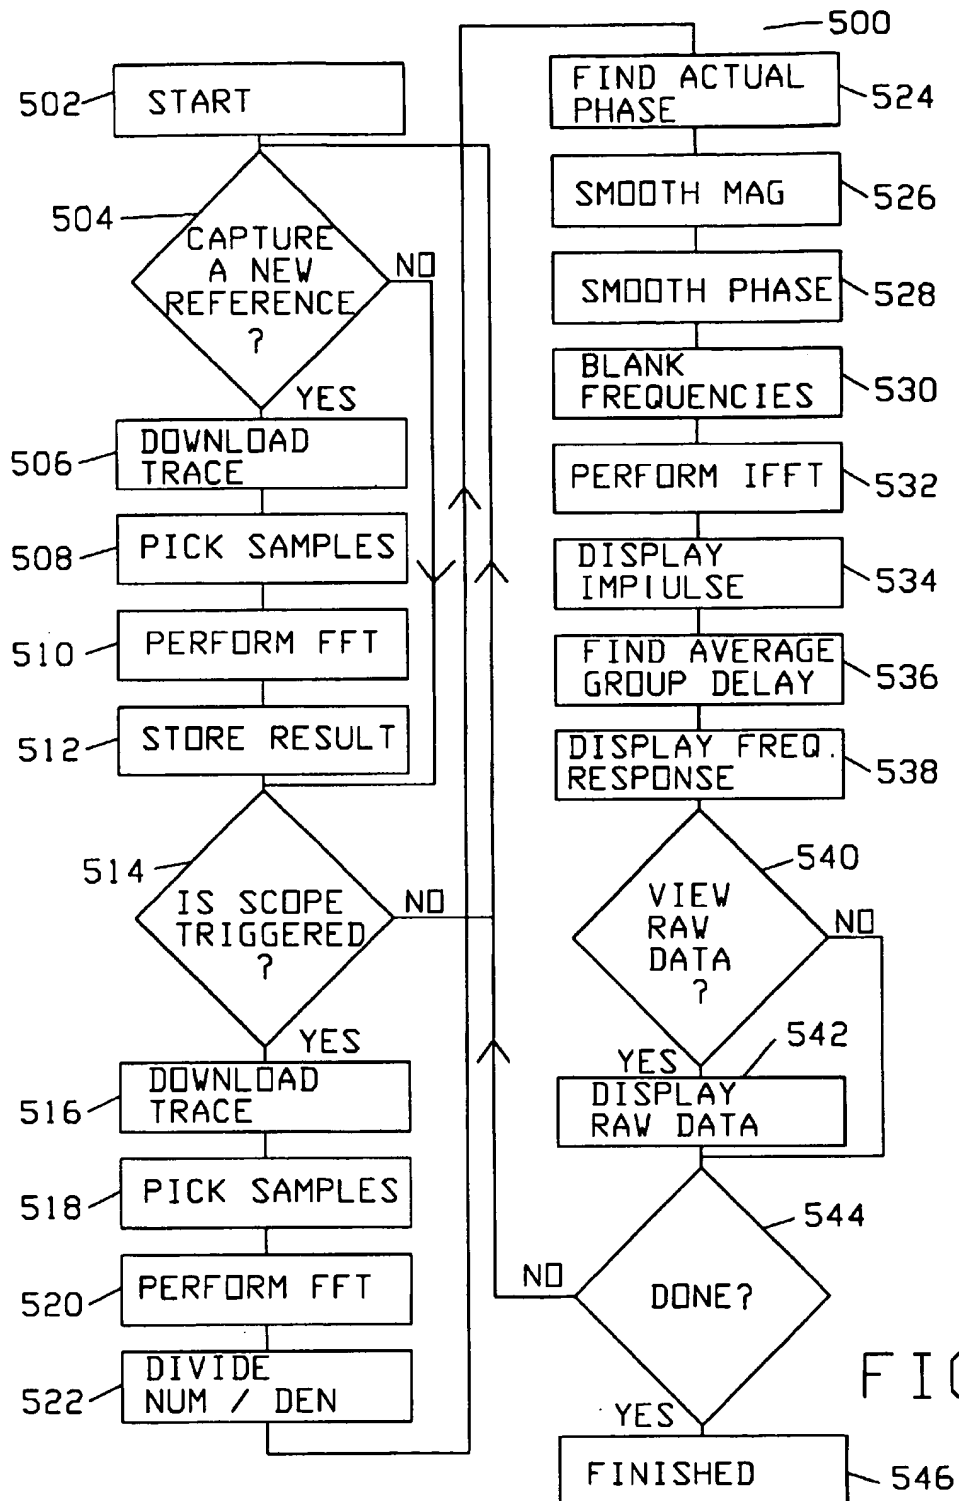 500
502
START
504
CAPTURE
A NEW
REFERENCE
?
NO
YES
506
DOWNLOAD
TRACE
508
PICK SAMPLES
510
PERFORM FFT
512
STORE RESULT
514
IS SCOPE
TRIGGERED
?
NO
YES
516
DOWNLOAD
TRACE
518
PICK SAMPLES
520
PERFORM FFT
522
DIVIDE
NUM / DEN
FIND ACTUAL
PHASE
524
SMOOTH MAG
526
SMOOTH PHASE
528
BLANK
FREQUENCIES
530
PERFORM IFFT
532
DISPLAY
IMPIULSE
534
FIND AVERAGE
GROUP DELAY
536
DISPLAY FREQ.
RESPONSE
538
540
VIEW
RAW
DATA
?
NO
YES
542
DISPLAY
RAW DATA
544
DONE?
NO
YES
FINISHED
546